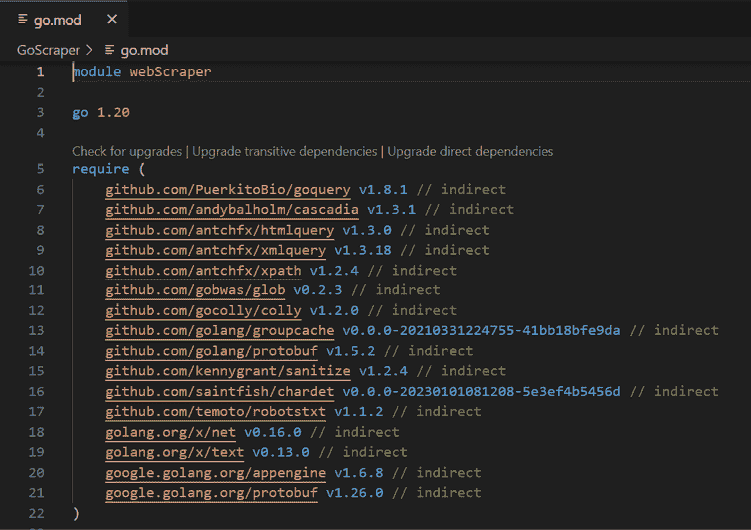 go.mod
GoScraper > go.mod
1 module webScraper
2
3 go 1.20
4
Check for upgrades | Upgrade transitive dependencies | Upgrade direct dependencies
5 require (
6 github.com/PuerkitoBio/goquery v1.8.1 // indirect
7 github.com/andybalholm/cascadia v1.3.1 // indirect
8 github.com/antchfx/htmlquery v1.3.0 // indirect
9 github.com/antchfx/xmlquery v1.3.18 // indirect
10 github.com/antchfx/xpath v1.2.4 // indirect
11 github.com/gobwas/glob v0.2.3 // indirect
12 github.com/gocolly/colly v1.2.0 // indirect
13 github.com/golang/groupcache v0.0.0-20210331224755-41bb18bfe9da // indirect
14 github.com/golang/protobuf v1.5.2 // indirect
15 github.com/kennygrant/sanitize v1.2.4 // indirect
16 github.com/saintfish/chardet v0.0.0-20230101081208-5e3ef4b5456d // indirect
17 github.com/temoto/robotstxt v1.1.2 // indirect
18 golang.org/x/net v0.16.0 // indirect
19 golang.org/x/text v0.13.0 // indirect
20 google.golang.org/appengine v1.6.8 // indirect
21 google.golang.org/protobuf v1.26.0 // indirect
22 )